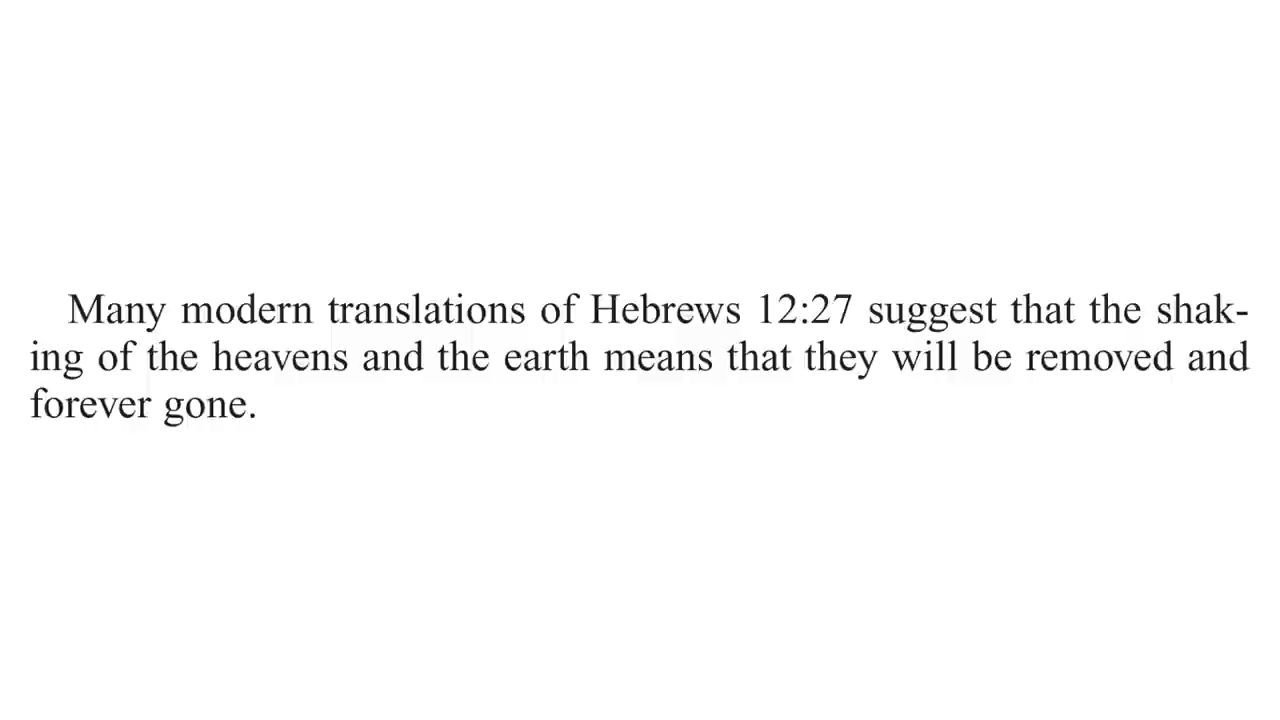 Many modern translations of Hebrews 12:27 suggest that the shak-
ing of the heavens and the earth means that they will be removed and
forever gone.